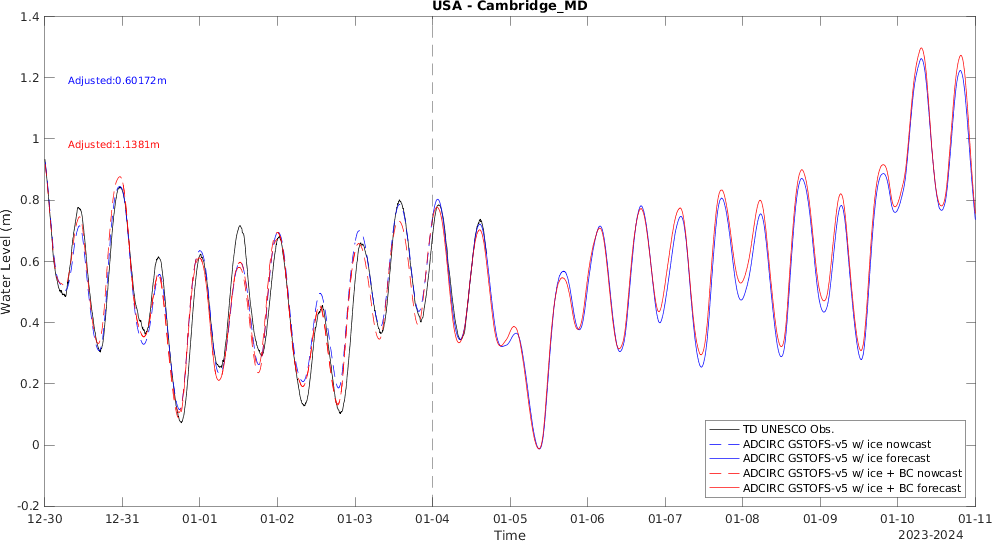 USA - Cambridge_MD
1.4
1.2
1
0.8
0.6
0.4
0.2
0
-0.2
Water Level (m)
Adjusted:0.60172m
Adjusted:1.1381m
TD UNESCO Obs.
ADCIRC GSTOFS-v5 w/ ice nowcast
ADCIRC GSTOFS-v5 w/ ice forecast
ADCIRC GSTOFS-v5 w/ ice + BC nowcast
ADCIRC GSTOFS-v5 w/ ice + BC forecast
12-30 12-31 01-01 01-02 01-03 01-04 01-05 01-06 01-07 01-08 01-09 01-10 01-11
Time
2023-2024